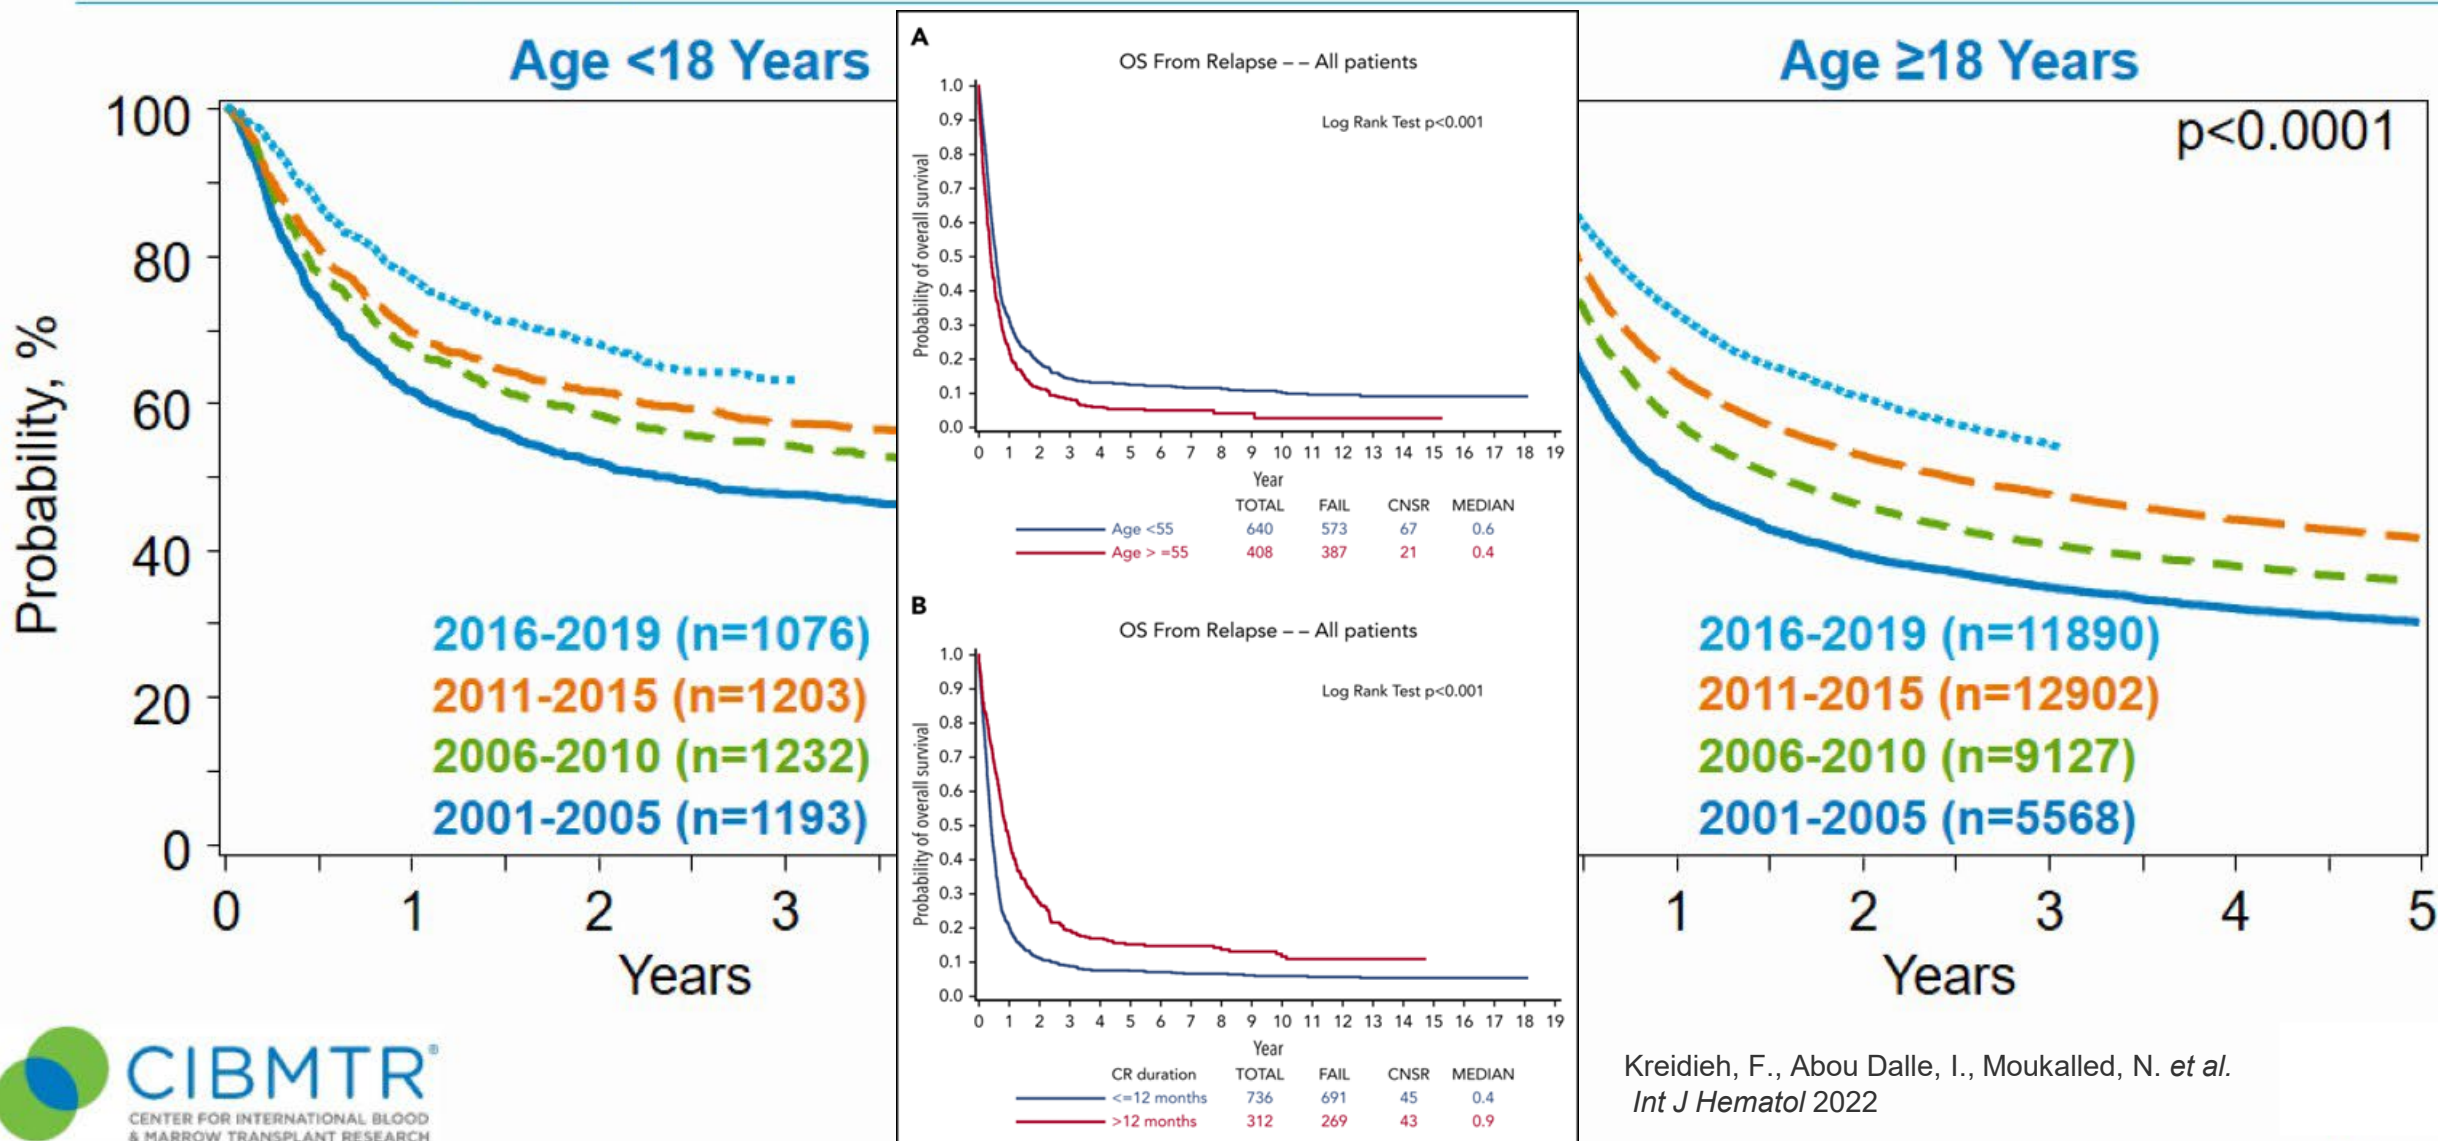 Age <18 Years
Probability, %
100
80
60
40
20
0
2016-2019 (n=1076)
2011-2015 (n=1203)
2006-2010 (n=1232)
2001-2005 (n=1193)
0 1 2 3
Years
A
OS From Relapse – – All patients
Log Rank Test p<0.001
Probability of overall survival
1.0
0.9
0.8
0.7
0.6
0.5
0.4
0.3
0.2
0.1
0.0
0 1 2 3 4 5 6 7 8 9 10 11 12 13 14 15 16 17 18 19
Year
TOTAL FAIL CNSR MEDIAN
Age <55 640 573 67 0.6
Age > =55 408 387 21 0.4
B
OS From Relapse – – All patients
Log Rank Test p<0.001
Probability of overall survival
1.0
0.9
0.8
0.7
0.6
0.5
0.4
0.3
0.2
0.1
0.0
0 1 2 3 4 5 6 7 8 9 10 11 12 13 14 15 16 17 18 19
Year
CR duration TOTAL FAIL CNSR MEDIAN
<=12 months 736 691 45 0.4
>12 months 312 269 43 0.9
Age ≥18 Years
p<0.0001
2016-2019 (n=11890)
2011-2015 (n=12902)
2006-2010 (n=9127)
2001-2005 (n=5568)
1 2 3 4 5
Years
CIBMTR®
CENTER FOR INTERNATIONAL BLOOD
& MARROW TRANSPLANT RESEARCH
Kreidieh, F., Abou Dalle, I., Moukalled, N. et al.
Int J Hematol 2022